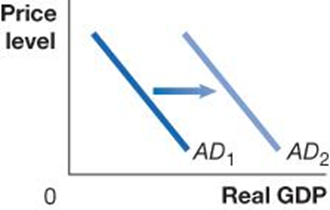 Price
level
AD₁
AD₂
0
Real GDP